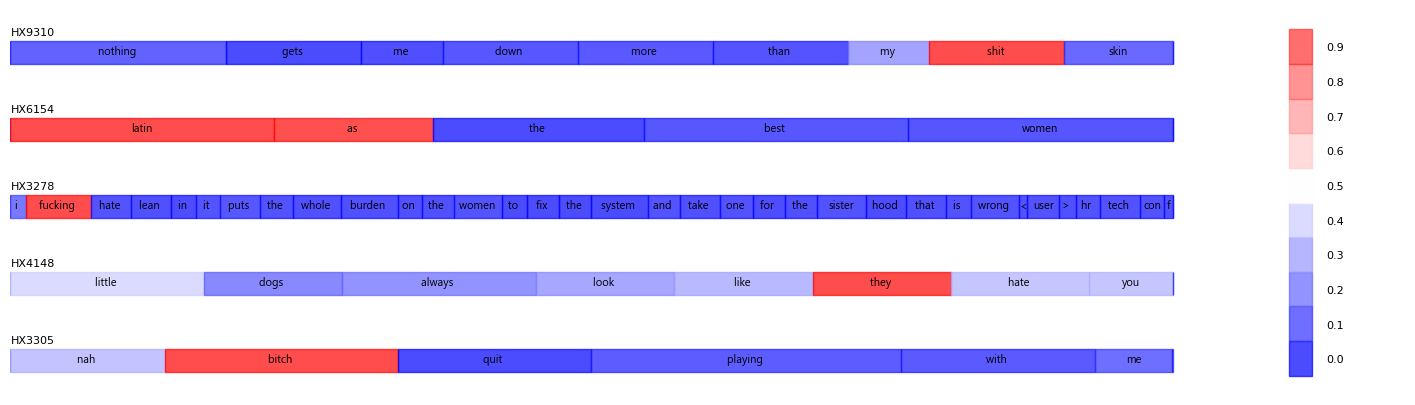 HX9310
nothing gets me down more than my shit skin
HX6154
latin as the best women
HX3278
i fucking hate lean in it puts the whole burden on the women to fix the system and take one for the sister hood that is wrong < user > hr tech con f
HX4148
little dogs always look like they hate you
HX3305
nah bitch quit playing with me
0.9
0.8
0.7
0.6
0.5
0.4
0.3
0.2
0.1
0.0